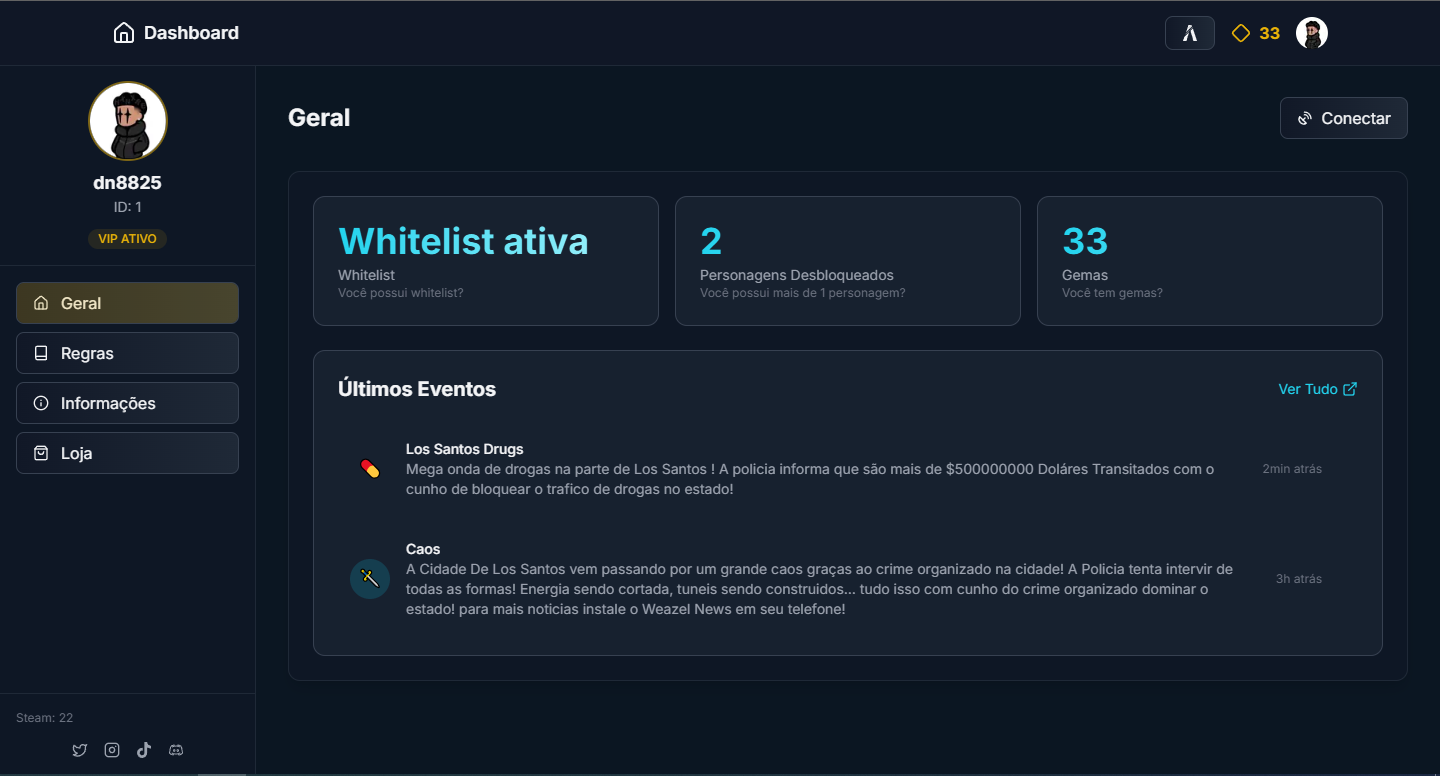 Dashboard
33
dn8825
ID: 1
VIP ATIVO
Geral
Regras
Informações
Loja
Steam: 22
Geral
Conectar
Whitelist ativa
Whitelist
Você possui whitelist?
2
Personagens Desbloqueados
Você possui mais de 1 personagem?
33
Gemas
Você tem gemas?
Últimos Eventos
Ver Tudo
Los Santos Drugs
Mega onda de drogas na parte de Los Santos ! A policia informa que são mais de $500000000 Doláres Transitados com o
cunho de bloquear o trafico de drogas no estado!
2min atrás
Caos
A Cidade De Los Santos vem passando por um grande caos graças ao crime organizado na cidade! A Policia tenta intervir de
todas as formas! Energia sendo cortada, tuneis sendo construidos... tudo isso com cunho do crime organizado dominar o
estado! para mais noticias instale o Weazel News em seu telefone!
3h atrás